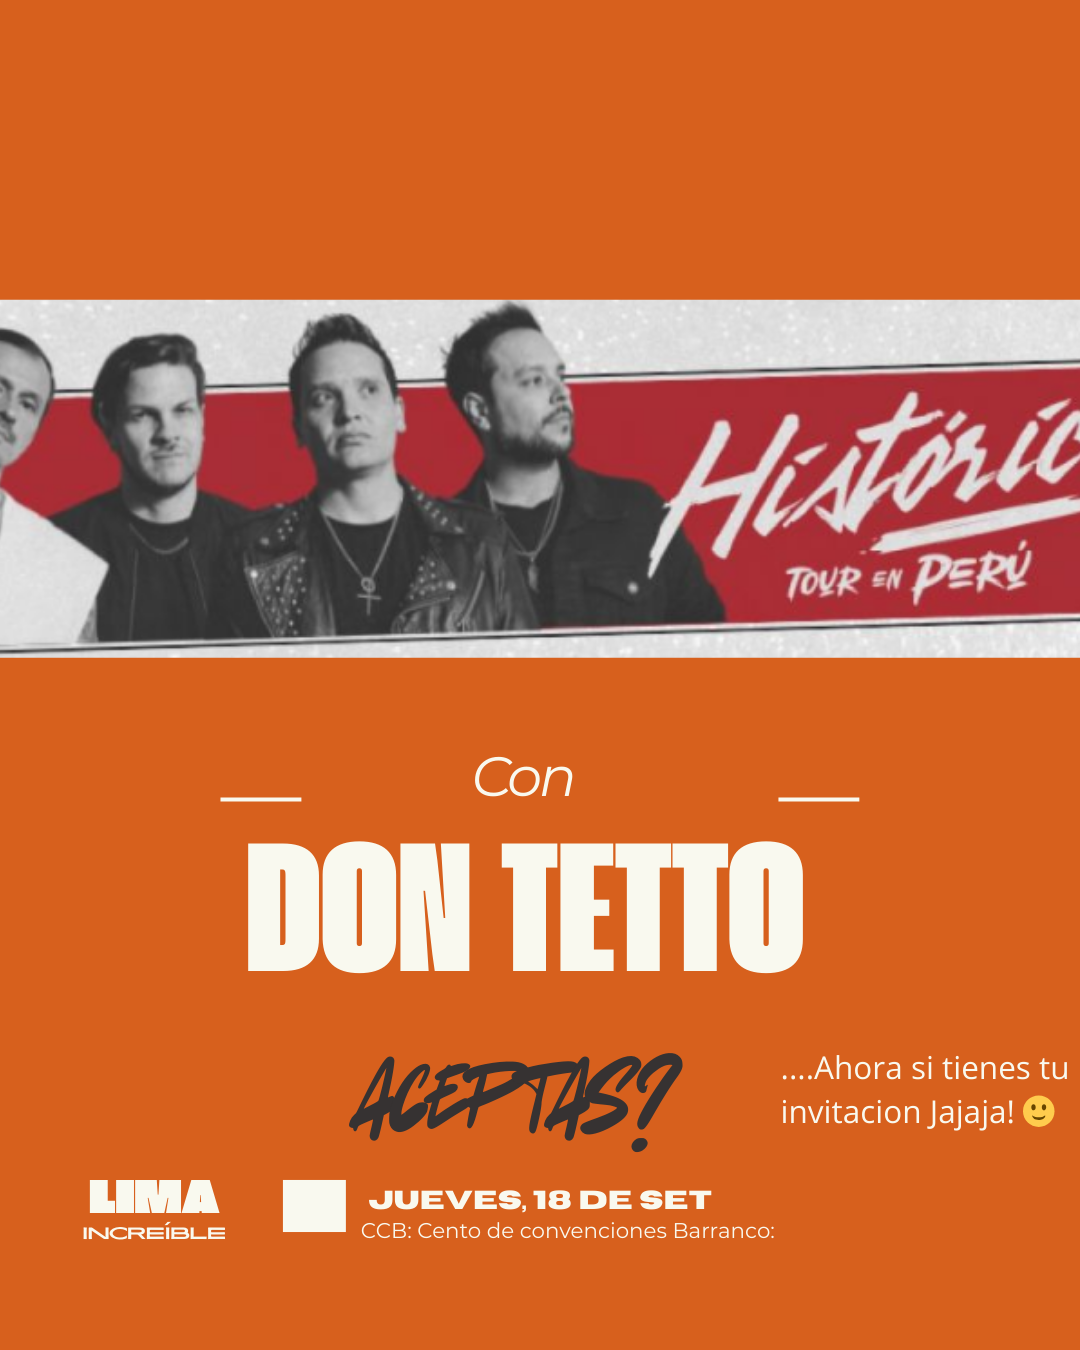 Históric
TOUR EN PERÚ
Con
DON TETTO
ACEPTAS?
....Ahora si tienes tu
invitacion Jajaja! 🙂
LIMA
INCREÍBLE
JUEVES, 18 DE SET
CCB: Cento de convenciones Barranco: